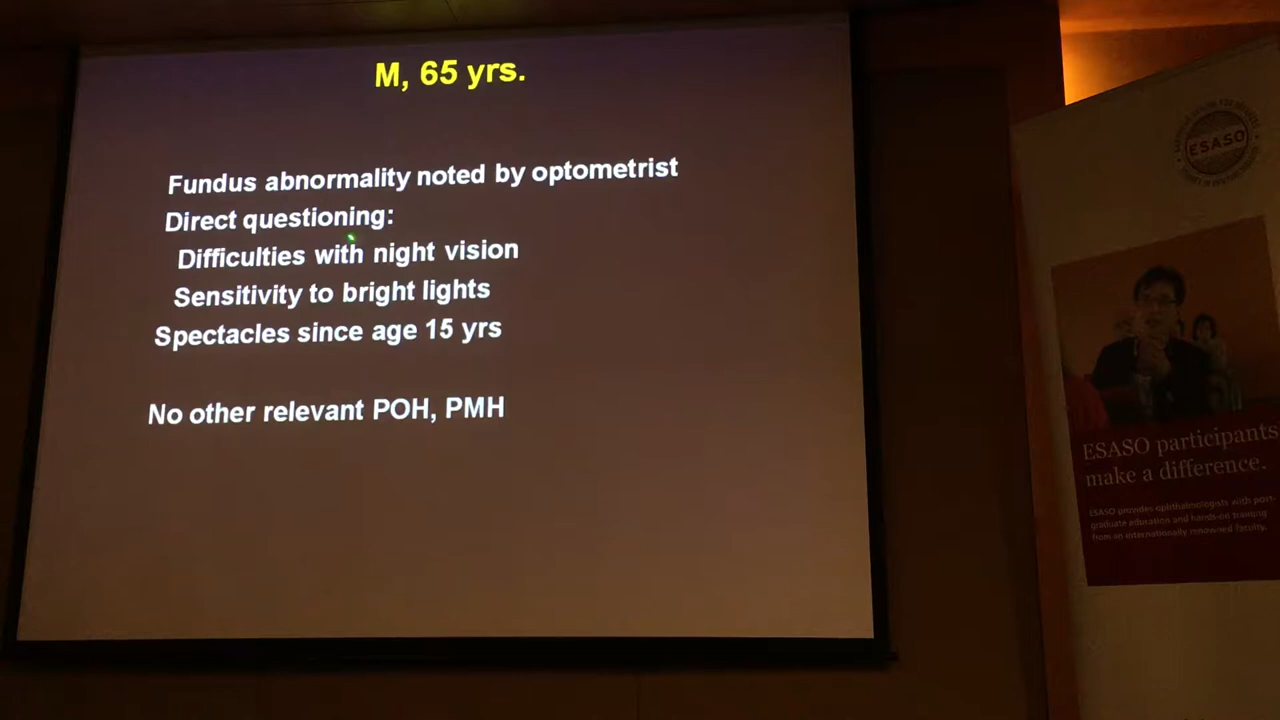 M, 65 yrs.
Fundus abnormality noted by optometrist
Direct questioning:
Difficulties with night vision
Sensitivity to bright lights
Spectacles since age 15 yrs
No other relevant POH, PMH
ESASO
ESASO participants
make a difference.
ESASO provides ophthalmologists with post-
graduate education and hands-on training
from an internationally renowned faculty.